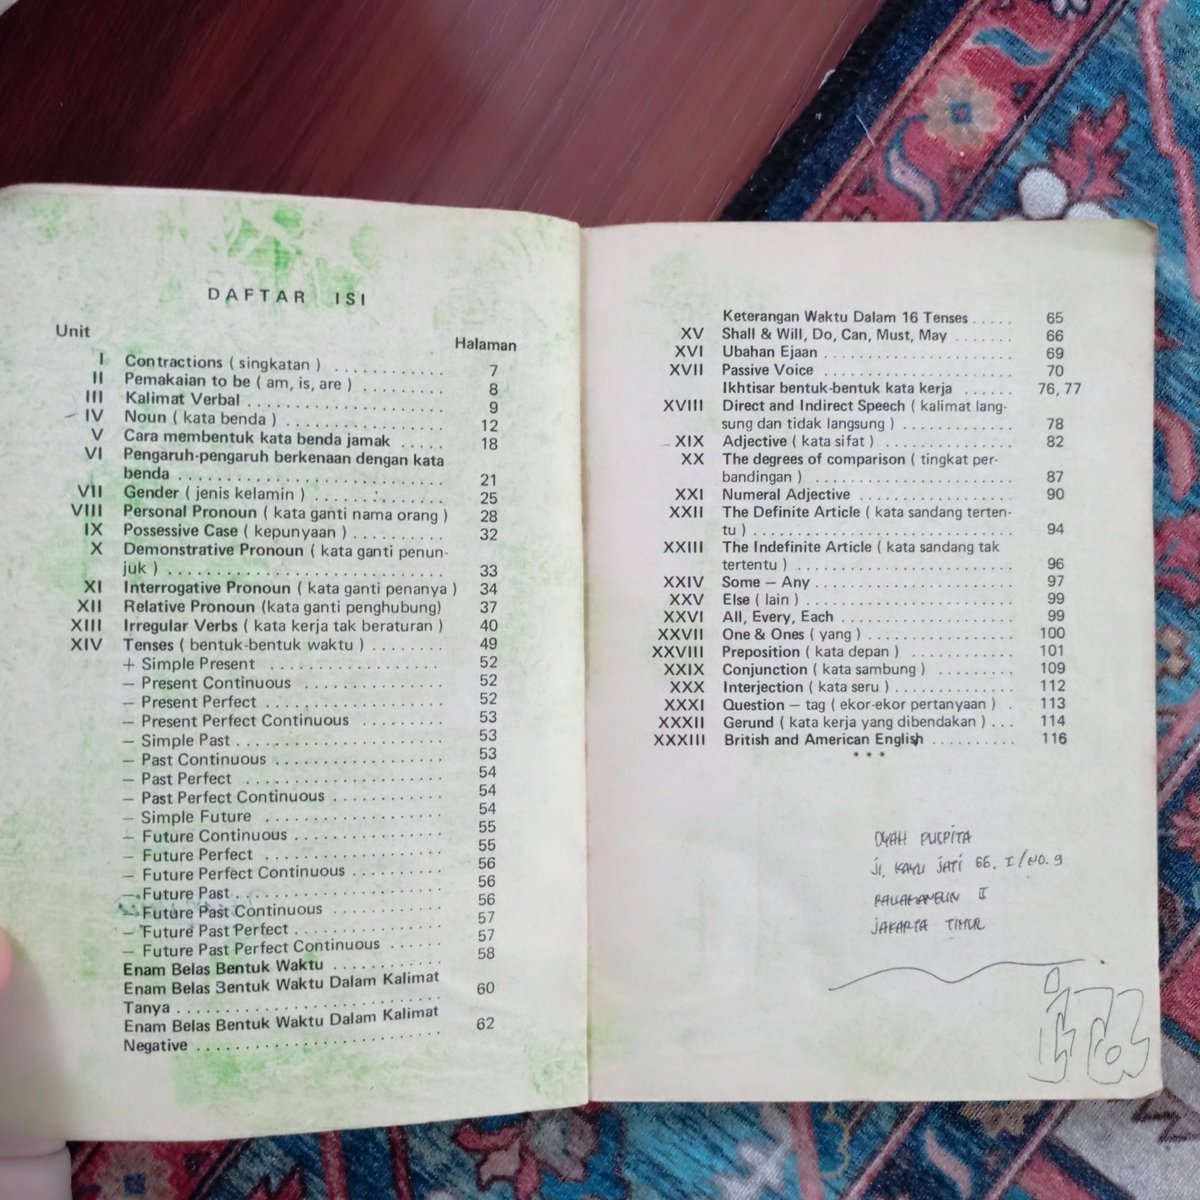 DAFTAR ISI
Unit Halaman
I Contractions ( singkatan ) . . . . . . . . . . . . 7
II Pemakaian to be ( am, is, are ) . . . . . . . . . 8
III Kalimat Verbal . . . . . . . . . . . . . . . . . . . . . 9
IV Noun ( kata benda ) . . . . . . . . . . . . . . . . . 12
V Cara membentuk kata benda jamak . . . . . 18
VI Pengaruh-pengaruh berkenaan dengan kata
benda . . . . . . . . . . . . . . . . . . . . . . . . . . . 21
VII Gender ( jenis kelamin ) . . . . . . . . . . . . . . 25
VIII Personal Pronoun ( kata ganti nama orang ) 28
IX Possessive Case ( kepunyaan ) . . . . . . . . . . 32
X Demonstrative Pronoun ( kata ganti penun-
juk ) . . . . . . . . . . . . . . . . . . . . . . . . . . . . 33
XI Interrogative Pronoun ( kata ganti penanya ) 34
XII Relative Pronoun (kata ganti penghubung) 37
XIII Irregular Verbs ( kata kerja tak beraturan ) 40
XIV Tenses ( bentuk-bentuk waktu ) . . . . . . . . 49
+ Simple Present . . . . . . . . . . . . . . . . . . 52
— Present Continuous . . . . . . . . . . . . . . 52
— Present Perfect . . . . . . . . . . . . . . . . . . 52
— Present Perfect Continuous . . . . . . . . 53
— Simple Past . . . . . . . . . . . . . . . . . . . . 53
— Past Continuous . . . . . . . . . . . . . . . . 53
— Past Perfect . . . . . . . . . . . . . . . . . . . 54
— Past Perfect Continuous . . . . . . . . . . . 54
— Simple Future . . . . . . . . . . . . . . . . . . 54
— Future Continuous . . . . . . . . . . . . . . 55
— Future Perfect . . . . . . . . . . . . . . . . . . 55
— Future Perfect Continuous . . . . . . . . . 56
— Future Past . . . . . . . . . . . . . . . . . . . . 56
— Future Past Continuous . . . . . . . . . . . 56
— Future Past Perfect . . . . . . . . . . . . . . 57
— Future Past Perfect Continuous . . . . . . 57
Enam Belas Bentuk Waktu . . . . . . . . . . . . 58
Enam Belas Bentuk Waktu Dalam Kalimat
Tanya . . . . . . . . . . . . . . . . . . . . . . . . . . . 60
Enam Belas Bentuk Waktu Dalam Kalimat
Negative . . . . . . . . . . . . . . . . . . . . . . . . . 62
Keterangan Waktu Dalam 16 Tenses . . . . . 65
XV Shall & Will, Do, Can, Must, May . . . . . . . 66
XVI Ubahan Ejaan . . . . . . . . . . . . . . . . . . . . . 69
XVII Passive Voice . . . . . . . . . . . . . . . . . . . . . 70
Ikhtisar bentuk-bentuk kata kerja . . . . . . 76, 77
XVIII Direct and Indirect Speech ( kalimat lang-
sung dan tidak langsung ) . . . . . . . . . . . . 78
XIX Adjective ( kata sifat ) . . . . . . . . . . . . . . . 82
XX The degrees of comparison ( tingkat per-
bandingan ) . . . . . . . . . . . . . . . . . . . . . . 87
XXI Numeral Adjective . . . . . . . . . . . . . . . . . 90
XXII The Definite Article ( kata sandang terten-
tu ) . . . . . . . . . . . . . . . . . . . . . . . . . . . . . 94
XXIII The Indefinite Article ( kata sandang tak
tertentu ) . . . . . . . . . . . . . . . . . . . . . . . . 96
XXIV Some — Any . . . . . . . . . . . . . . . . . . . . . 97
XXV Else ( lain ) . . . . . . . . . . . . . . . . . . . . . . . 99
XXVI All, Every, Each . . . . . . . . . . . . . . . . . . . 99
XXVII One & Ones ( yang ) . . . . . . . . . . . . . . . . 100
XXVIII Preposition ( kata depan ) . . . . . . . . . . . . 101
XXIX Conjunction ( kata sambung ) . . . . . . . . . 109
XXX Interjection ( kata seru ) . . . . . . . . . . . . . 112
XXXI Question — tag ( ekor-ekor pertanyaan ) . 113
XXXII Gerund ( kata kerja yang dibendakan ) . . . 114
XXXIII British and American English . . . . . . . . . . 116
* * *
DYAH PUSPITA
JL. KAYU JATI 66. I/NO. 9
RAWAMANGUN II
JAKARTA TIMUR